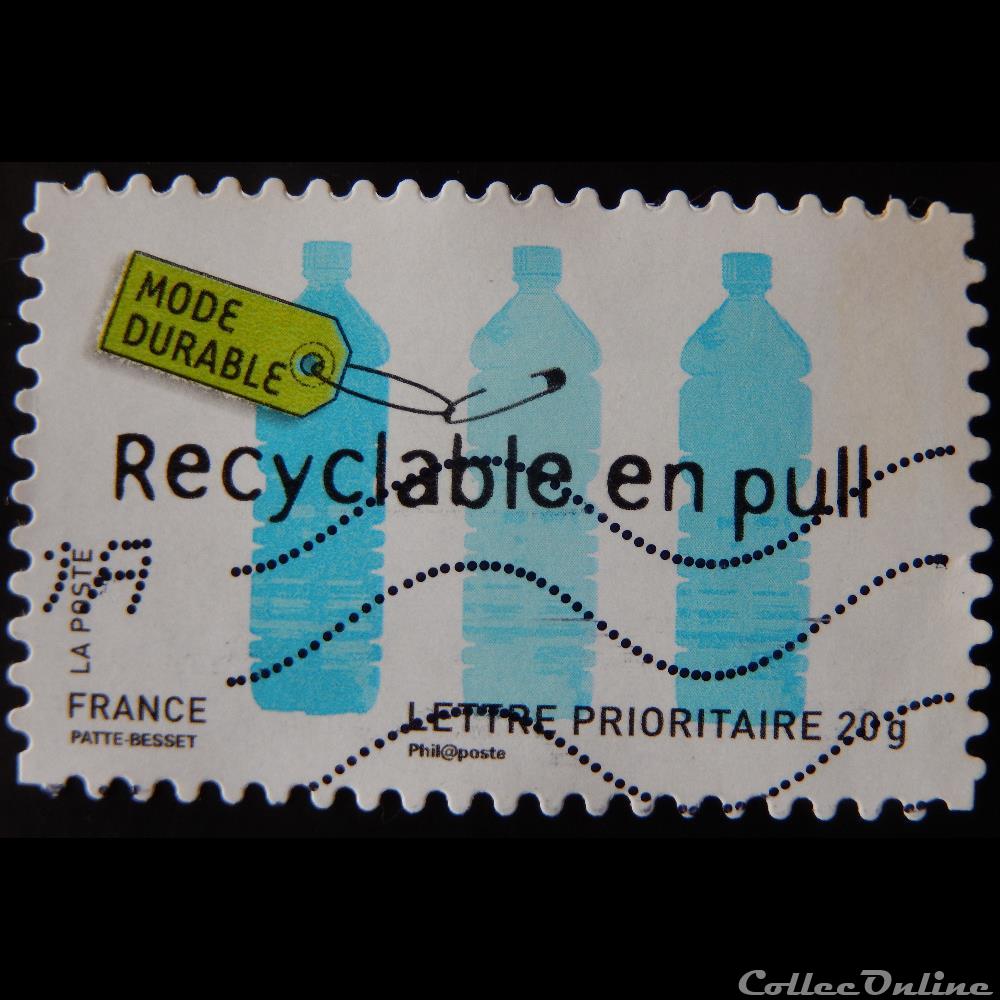 MODE
DURABLE
Recyclable en pull
LA POSTE
FRANCE
PATTE-BESSET
LETTRE PRIORITAIRE 20g
Phil@poste
CollecOnline